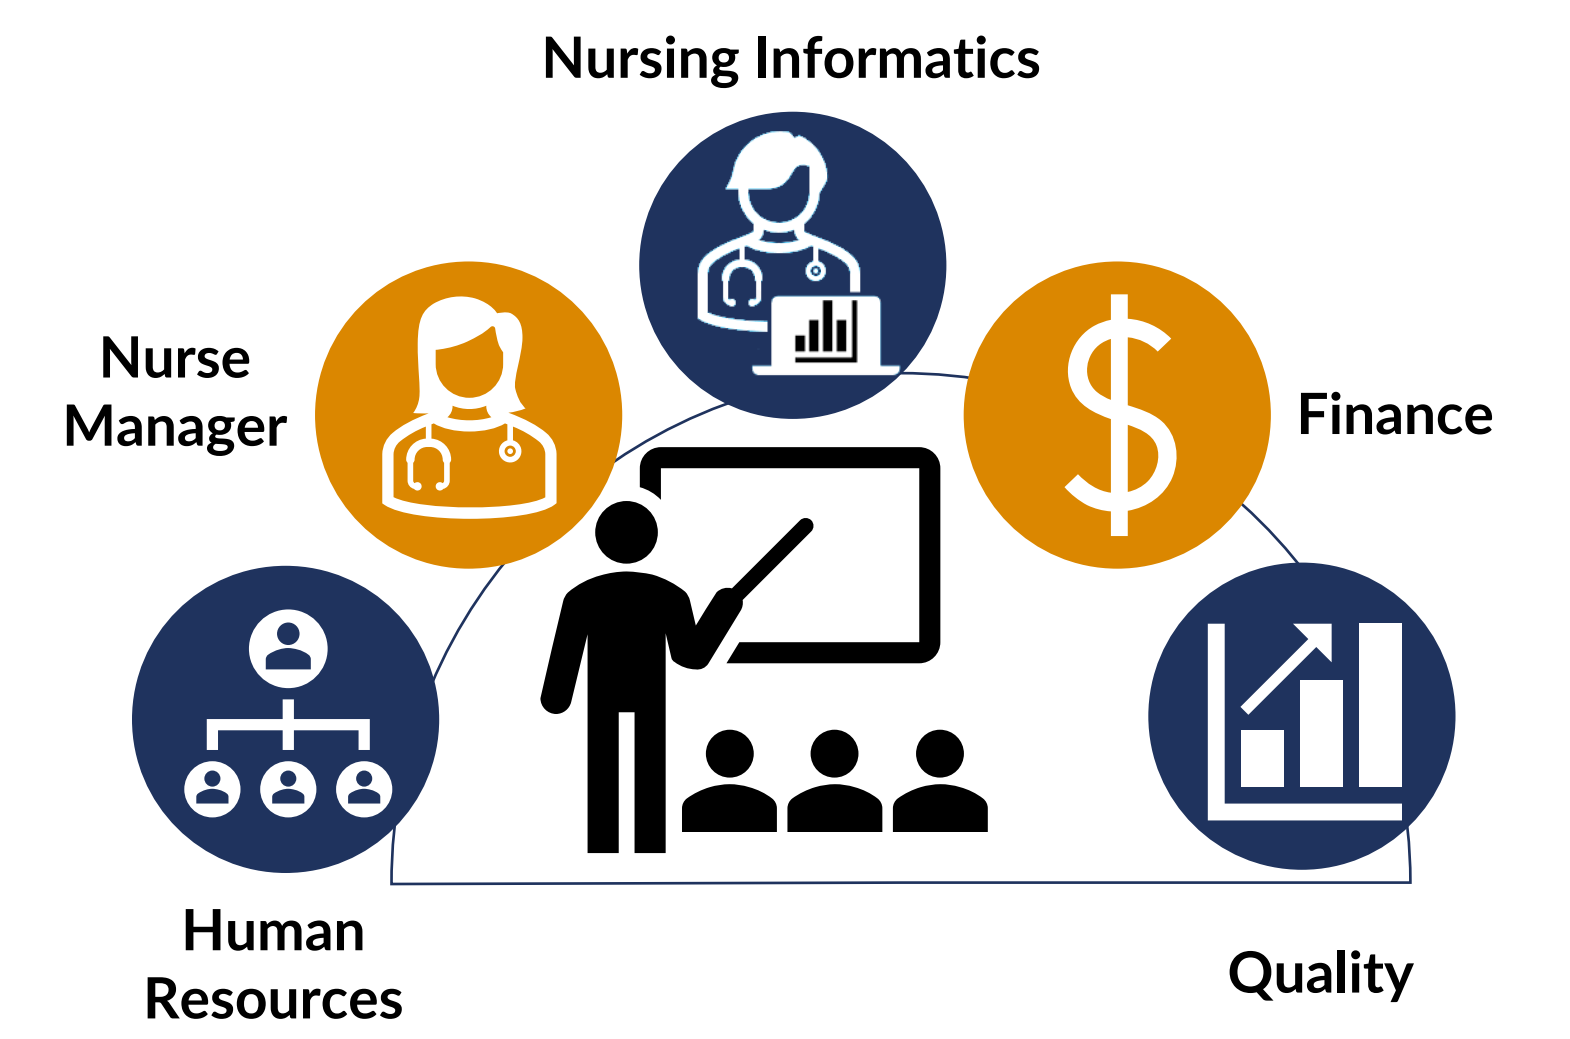 Nursing Informatics
Nurse
Manager
Finance
Human
Resources
Quality